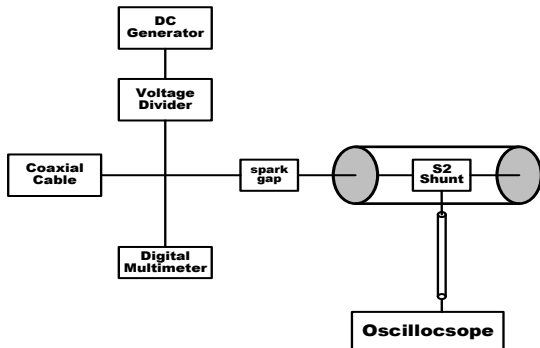 DC
Generator
Voltage
Divider
Coaxial
Cable
spark
gap
S2
Shunt
Digital
Multimeter
Oscillocsope